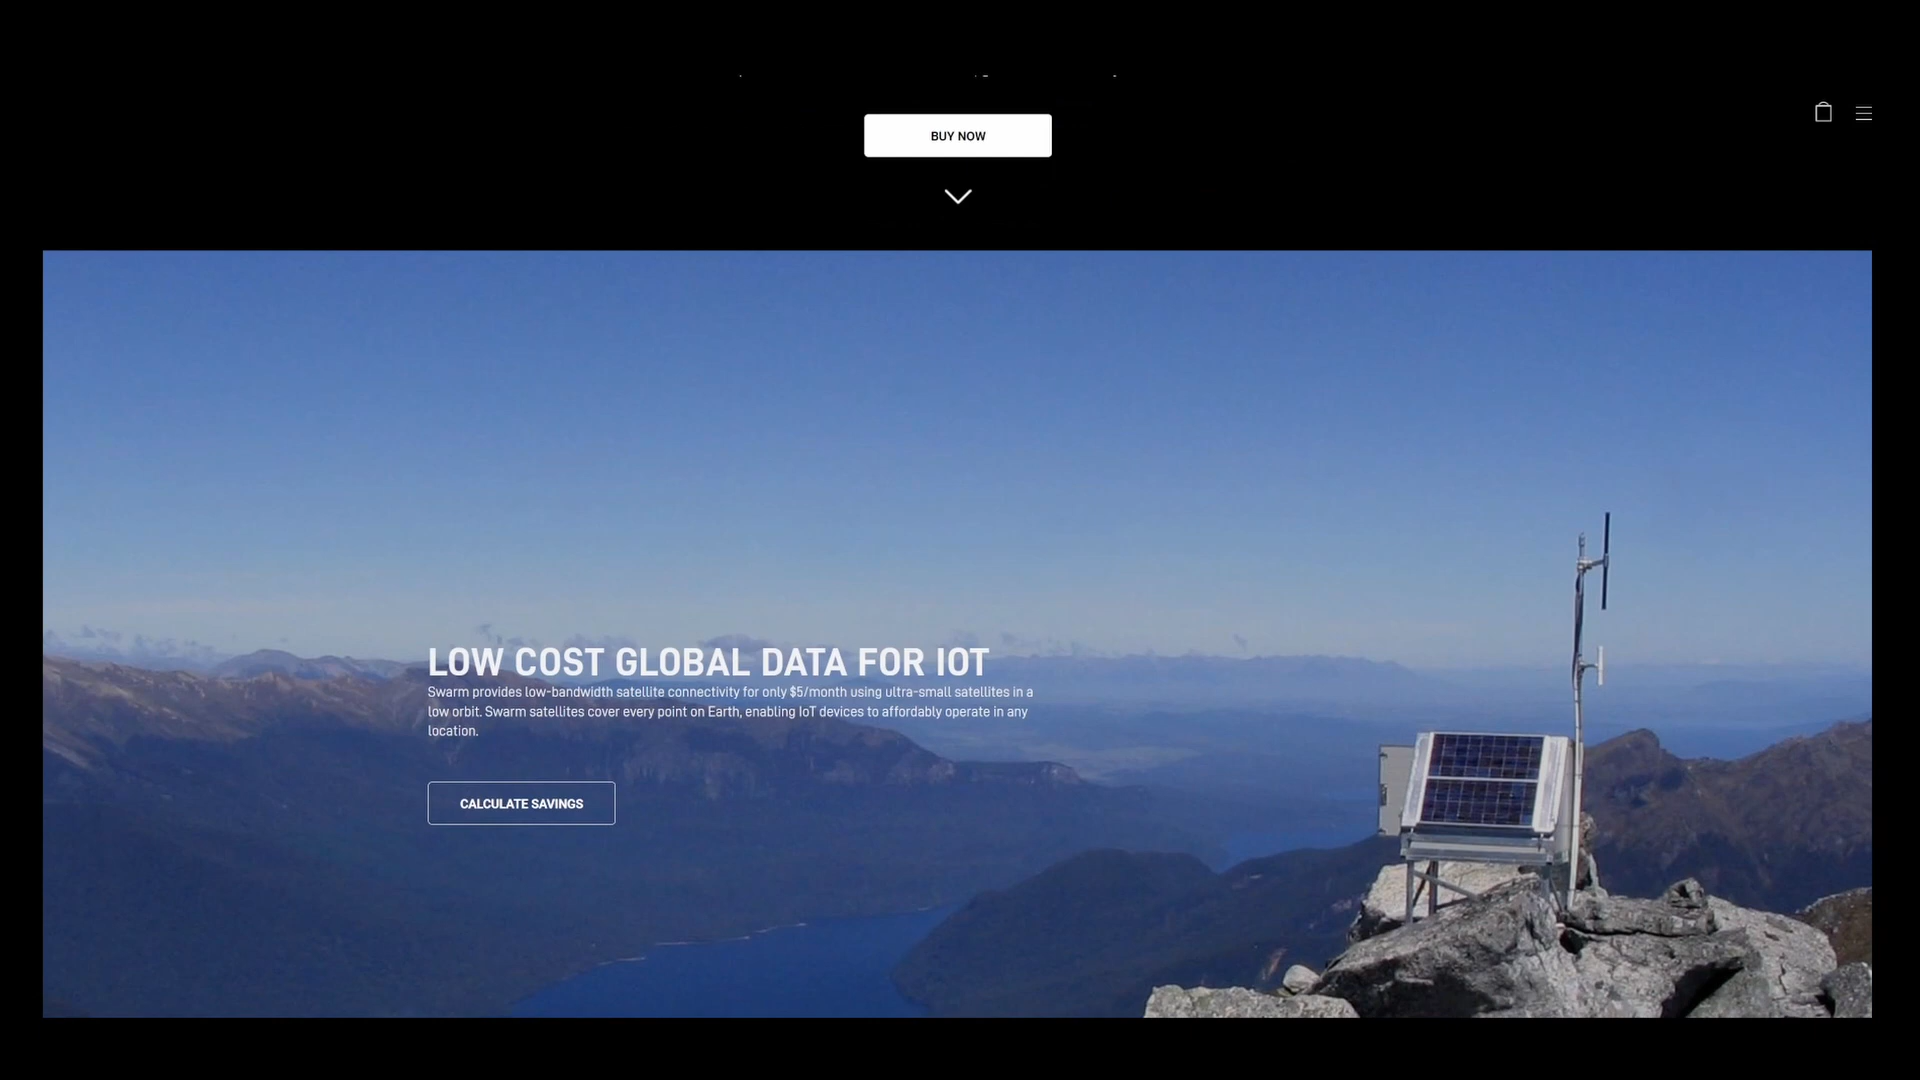 BUY NOW
LOW COST GLOBAL DATA FOR IOT
Swarm provides low-bandwidth satellite connectivity for only $5/month using ultra-small satellites in a
low orbit. Swarm satellites cover every point on Earth, enabling IoT devices to affordably operate in any
location.
CALCULATE SAVINGS